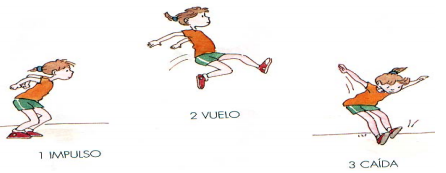 1 IMPULSO
2 VUELO
3 CAÍDA